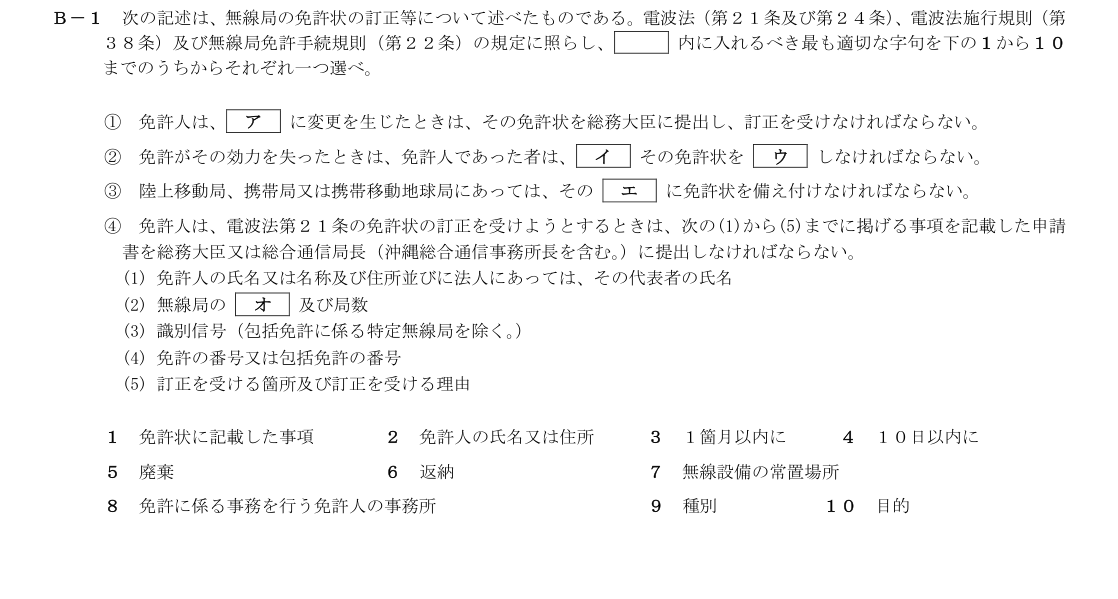 Ｂ－１　次の記述は、無線局の免許状の訂正等について述べたものである。電波法（第２１条及び第２４条）、電波法施行規則（第
３８条）及び無線局免許手続規則（第２２条）の規定に照らし、　　内に入れるべき最も適切な字句を下の１から１０
までのうちからそれぞれ一つ選べ。
①　免許人は、ア に変更を生じたときは、その免許状を総務大臣に提出し、訂正を受けなければならない。
②　免許がその効力を失ったときは、免許人であった者は、イ その免許状を ウ しなければならない。
③　陸上移動局、携帯局又は携帯移動地球局にあっては、その エ に免許状を備え付けなければならない。
④　免許人は、電波法第２１条の免許状の訂正を受けようとするときは、次の(1)から(5)までに掲げる事項を記載した申請
書を総務大臣又は総合通信局長（沖縄総合通信事務所長を含む。）に提出しなければならない。
(1) 免許人の氏名又は名称及び住所並びに法人にあっては、その代表者の氏名
(2) 無線局の オ 及び局数
(3) 識別信号（包括免許に係る特定無線局を除く。）
(4) 免許の番号又は包括免許の番号
(5) 訂正を受ける箇所及び訂正を受ける理由
１　免許状に記載した事項　２　免許人の氏名又は住所　３　１箇月以内に　４　１０日以内に
５　廃棄　６　返納　７　無線設備の常置場所
８　免許に係る事務を行う免許人の事務所　９　種別　１０　目的